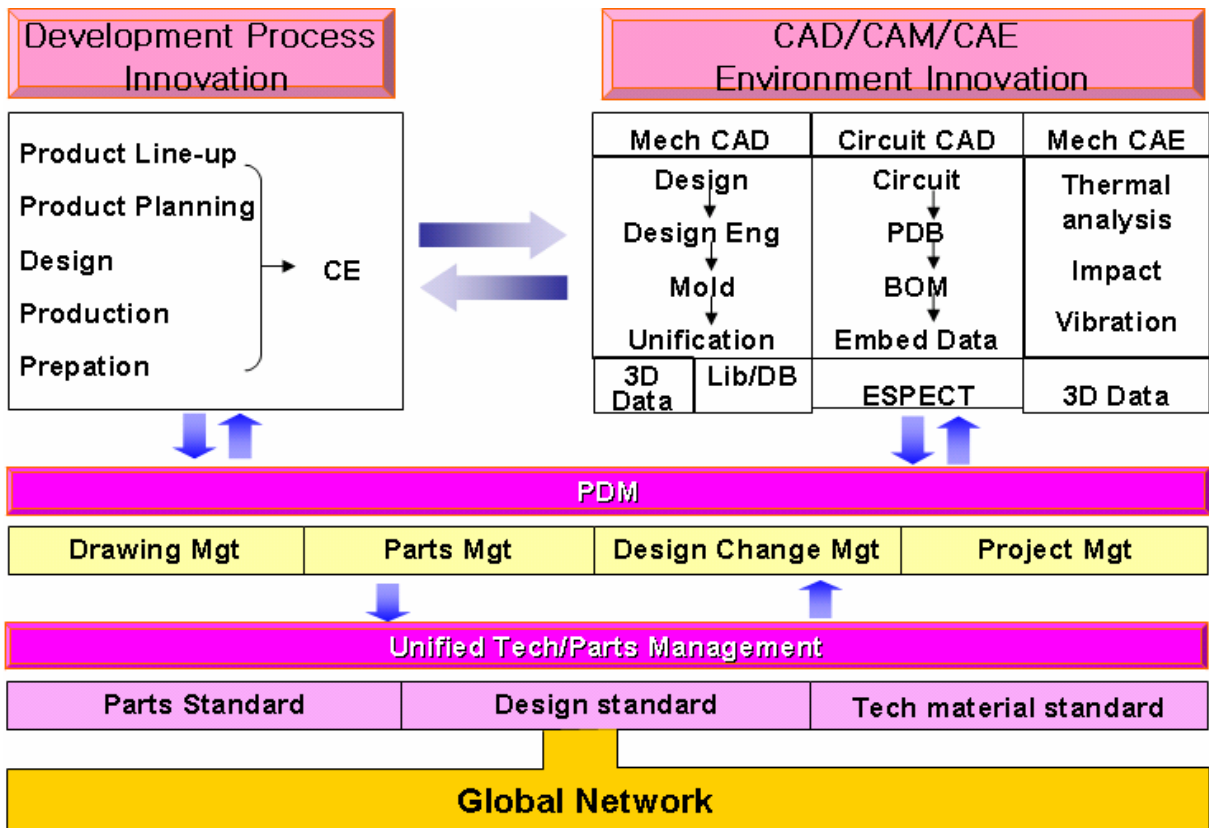 Development Process
Innovation
CAD/CAM/CAE
Environment Innovation
Product Line-up
Product Planning
Design
Production
Prepation
CE
Mech CAD
Design
Design Eng
Mold
Unification
3D
Data
Lib/DB
Circuit CAD
Circuit
PDB
BOM
Embed Data
ESPECT
Mech CAE
Thermal
analysis
Impact
Vibration
3D Data
PDM
Drawing Mgt
Parts Mgt
Design Change Mgt
Project Mgt
Unified Tech/Parts Management
Parts Standard
Design standard
Tech material standard
Global Network